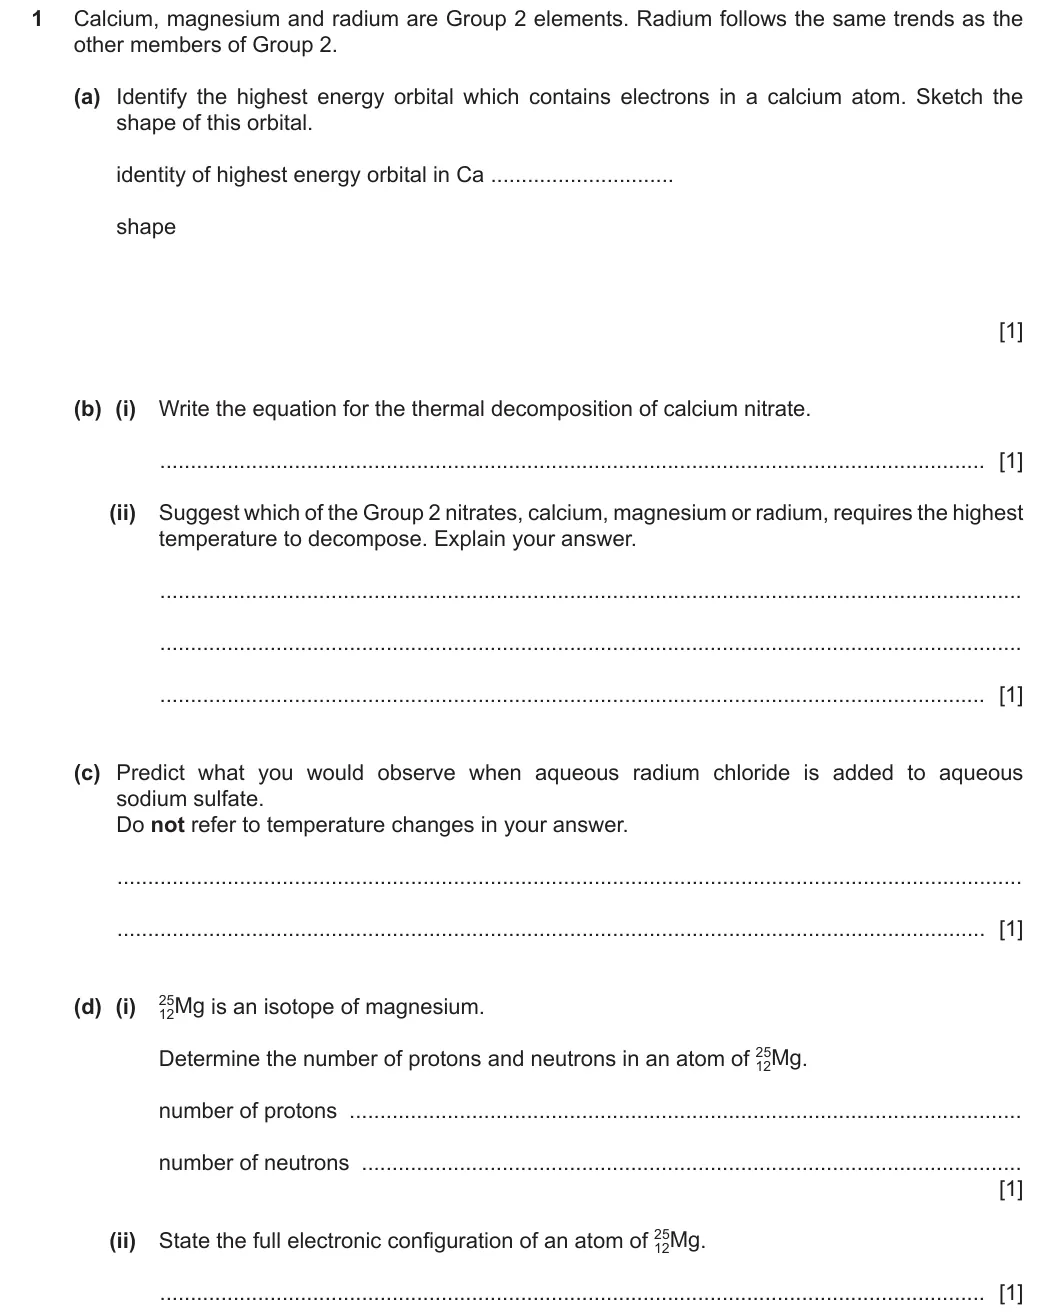 1 Calcium, magnesium and radium are Group 2 elements. Radium follows the same trends as the
other members of Group 2.
(a) Identify the highest energy orbital which contains electrons in a calcium atom. Sketch the
shape of this orbital.
identity of highest energy orbital in Ca ..............................
shape
[1]
(b) (i) Write the equation for the thermal decomposition of calcium nitrate.
....................................................................................................................................... [1]
(ii) Suggest which of the Group 2 nitrates, calcium, magnesium or radium, requires the highest
temperature to decompose. Explain your answer.
.............................................................................................................................................
.............................................................................................................................................
....................................................................................................................................... [1]
(c) Predict what you would observe when aqueous radium chloride is added to aqueous
sodium sulfate.
Do not refer to temperature changes in your answer.
....................................................................................................................................................
.............................................................................................................................................. [1]
(d) (i) ²⁵₁₂Mg is an isotope of magnesium.
Determine the number of protons and neutrons in an atom of ²⁵₁₂Mg.
number of protons ..............................................................................................................
number of neutrons ............................................................................................................
[1]
(ii) State the full electronic configuration of an atom of ²⁵₁₂Mg.
....................................................................................................................................... [1]